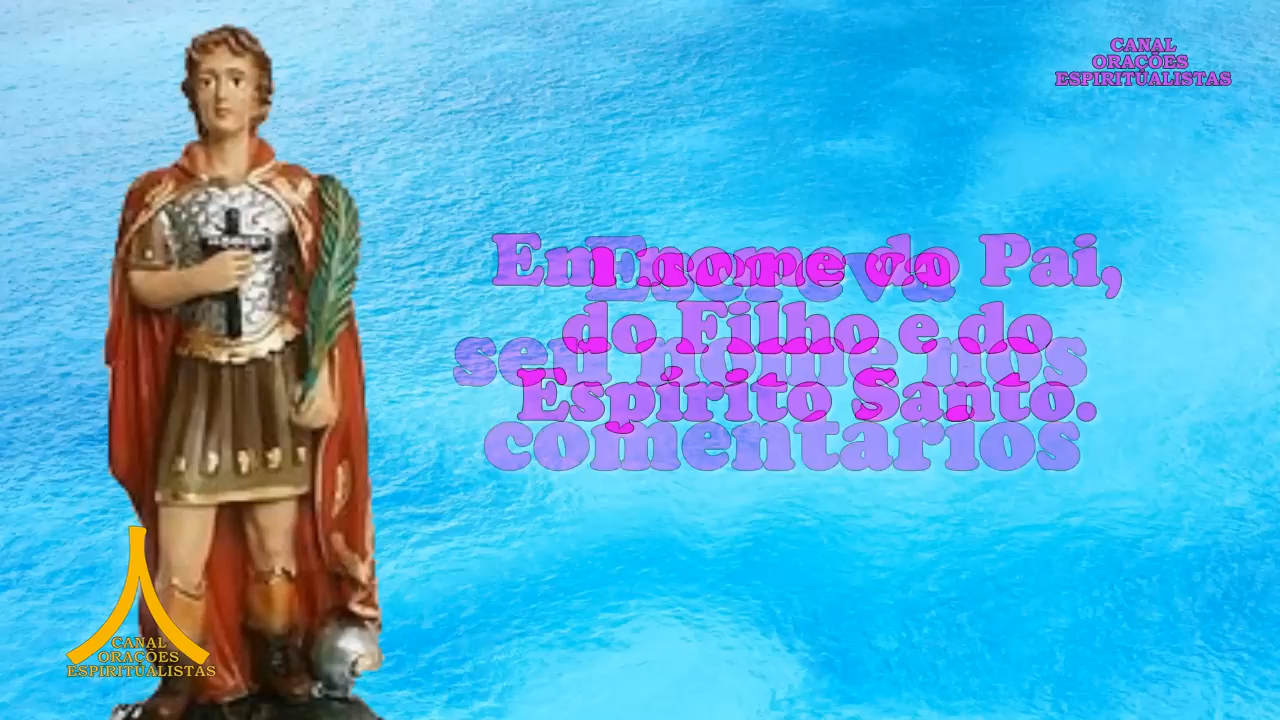 CANAL
ORAÇÕES
ESPIRITUALISTAS
Em nome do Pai,
do Filho e do
Espírito Santo.
Escreva
seu nome nos
comentários
CANAL
ORAÇÕES
ESPIRITUALISTAS